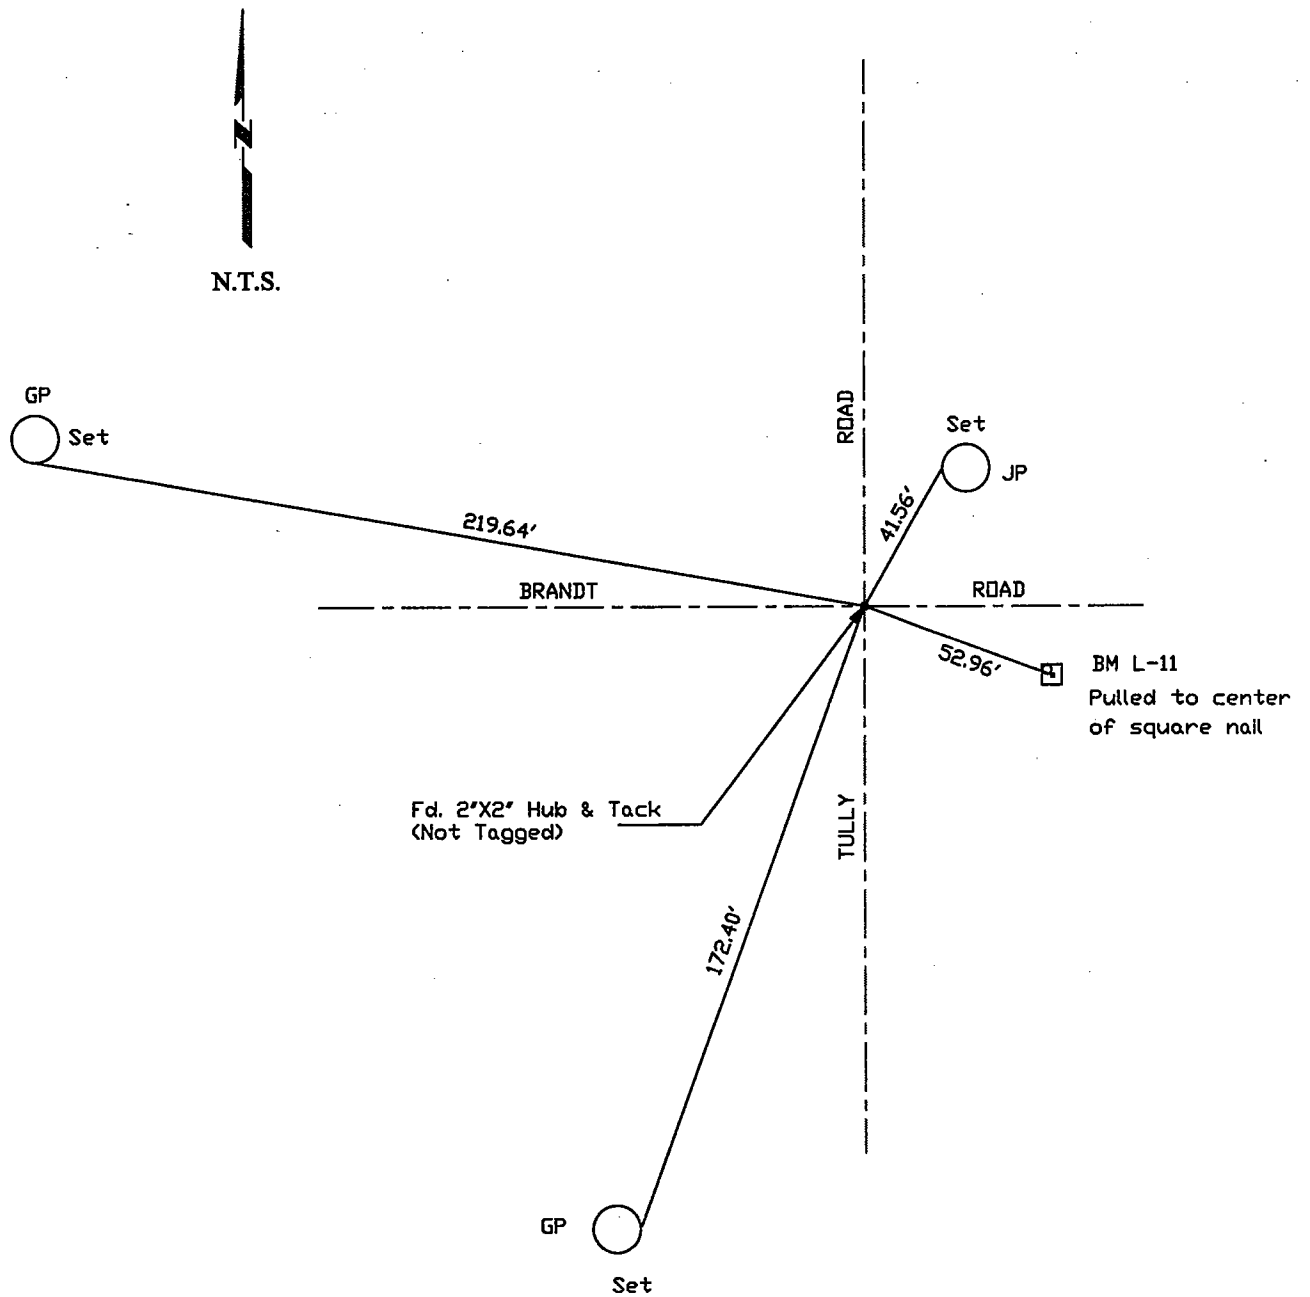 N
N.T.S.
GP
Set
219.64'
ROAD
Set
JP
41.56'
BRANDT
ROAD
52.96'
BM L-11
Pulled to center
of square nail
Fd. 2"X2" Hub & Tack
(Not Tagged)
TULLY
172.40'
GP
Set